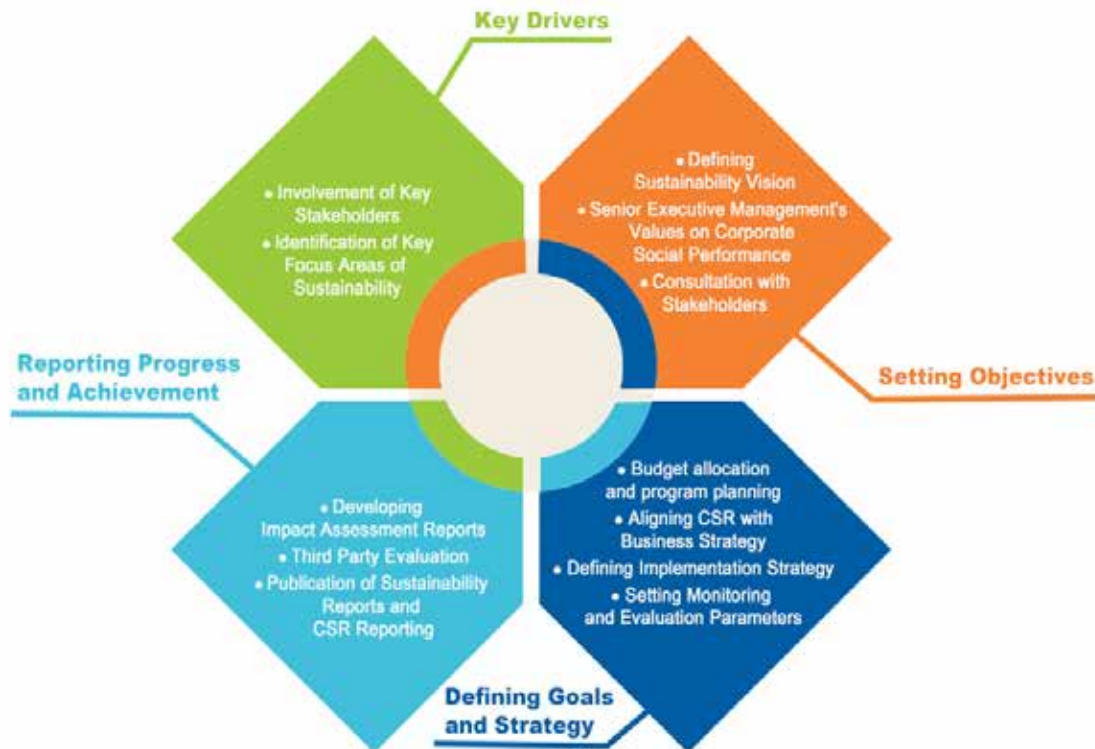 Key Drivers
• Involvement of Key
Stakeholders
• Identification of Key
Focus Areas of
Sustainability
• Defining
Sustainability Vision
• Senior Executive Management's
Values on Corporate
Social Performance
• Consultation with
Stakeholders
Setting Objectives
Reporting Progress
and Achievement
• Developing
Impact Assessment Reports
• Third Party Evaluation
• Publication of Sustainability
Reports and
CSR Reporting
• Budget allocation
and program planning
• Aligning CSR with
Business Strategy
• Defining Implementation Strategy
• Setting Monitoring
and Evaluation Parameters
Defining Goals
and Strategy